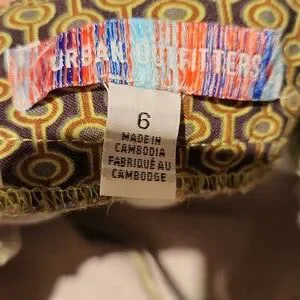 URBAN OUTFITTERS
6
MADE IN
CAMBODIA
FABRIQUÉ AU
CAMBODGE